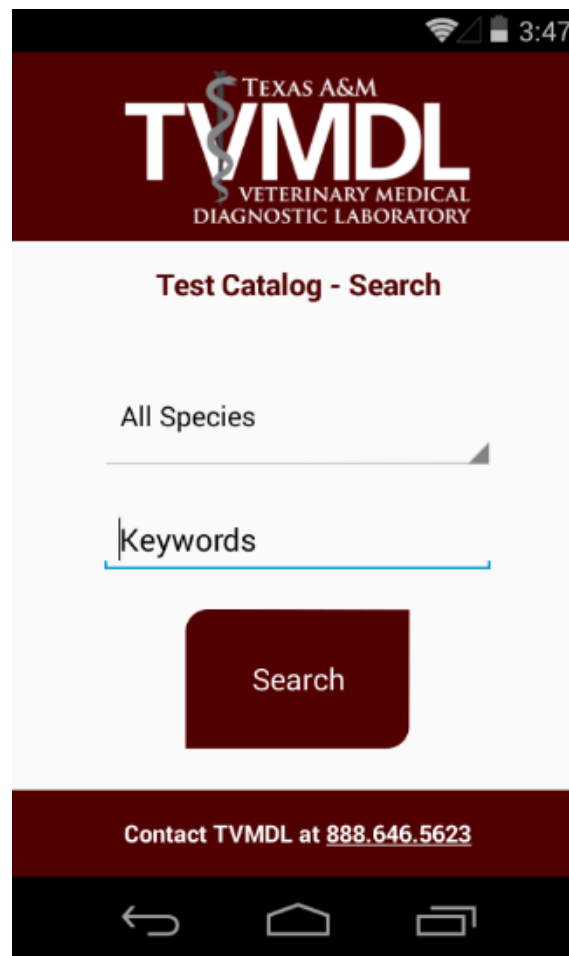 3:47
TEXAS A&M
TVMDL
VETERINARY MEDICAL
DIAGNOSTIC LABORATORY
Test Catalog - Search
All Species
Keywords
Search
Contact TVMDL at 888.646.5623